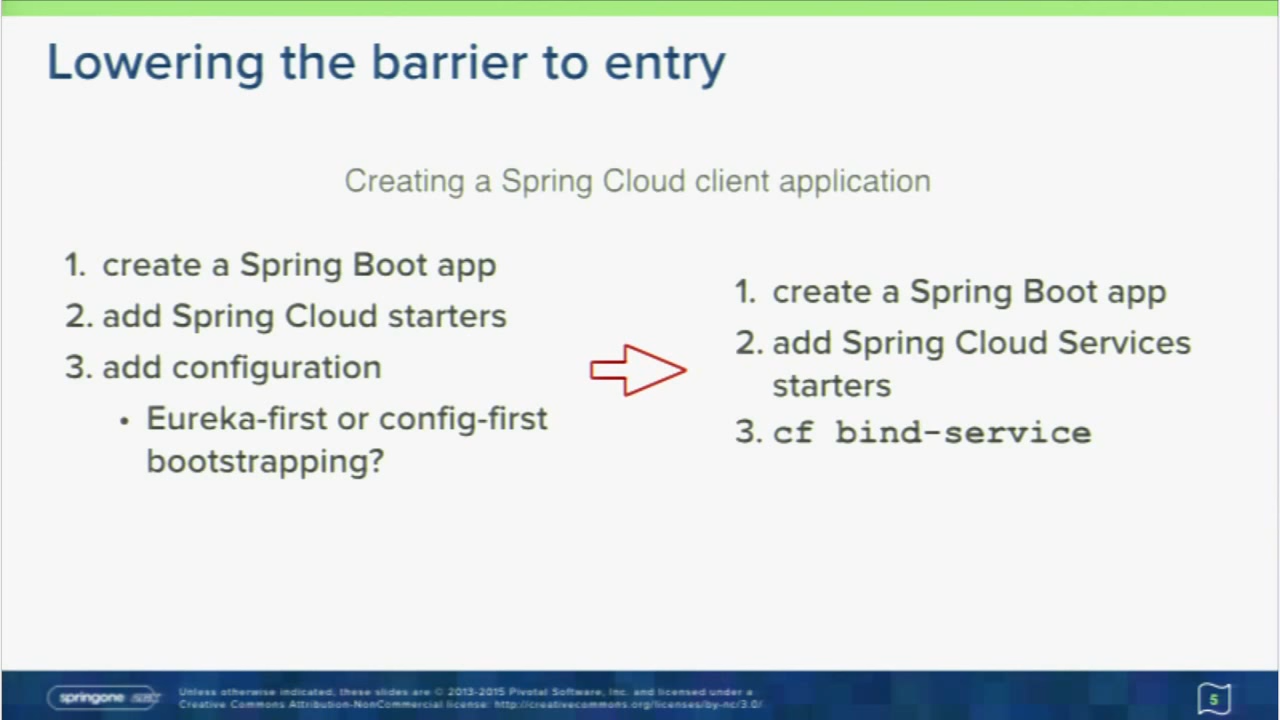 Lowering the barrier to entry
Creating a Spring Cloud client application
1. create a Spring Boot app
2. add Spring Cloud starters
3. add configuration
• Eureka-first or config-first
bootstrapping?
1. create a Spring Boot app
2. add Spring Cloud Services
starters
3. cf bind-service
springone
Unless otherwise indicated, these slides are © 2013-2015 Pivotal Software, Inc. and licensed under a
Creative Commons Attribution-NonCommercial license: http://creativecommons.org/licenses/by-nc/3.0/
5